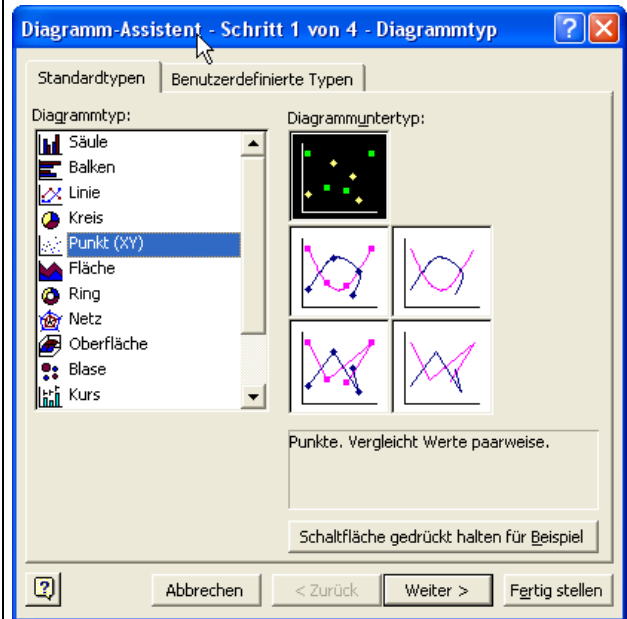 Diagramm-Assistent - Schritt 1 von 4 - Diagrammtyp
Standardtypen
Benutzerdefinierte Typen
Diagrammtyp:
Säule
Balken
Linie
Kreis
Punkt (XY)
Fläche
Ring
Netz
Oberfläche
Blase
Kurs
Diagrammuntertyp:
Punkte. Vergleicht Werte paarweise.
Schaltfläche gedrückt halten für Beispiel
Abbrechen
< Zurück
Weiter >
Fertig stellen